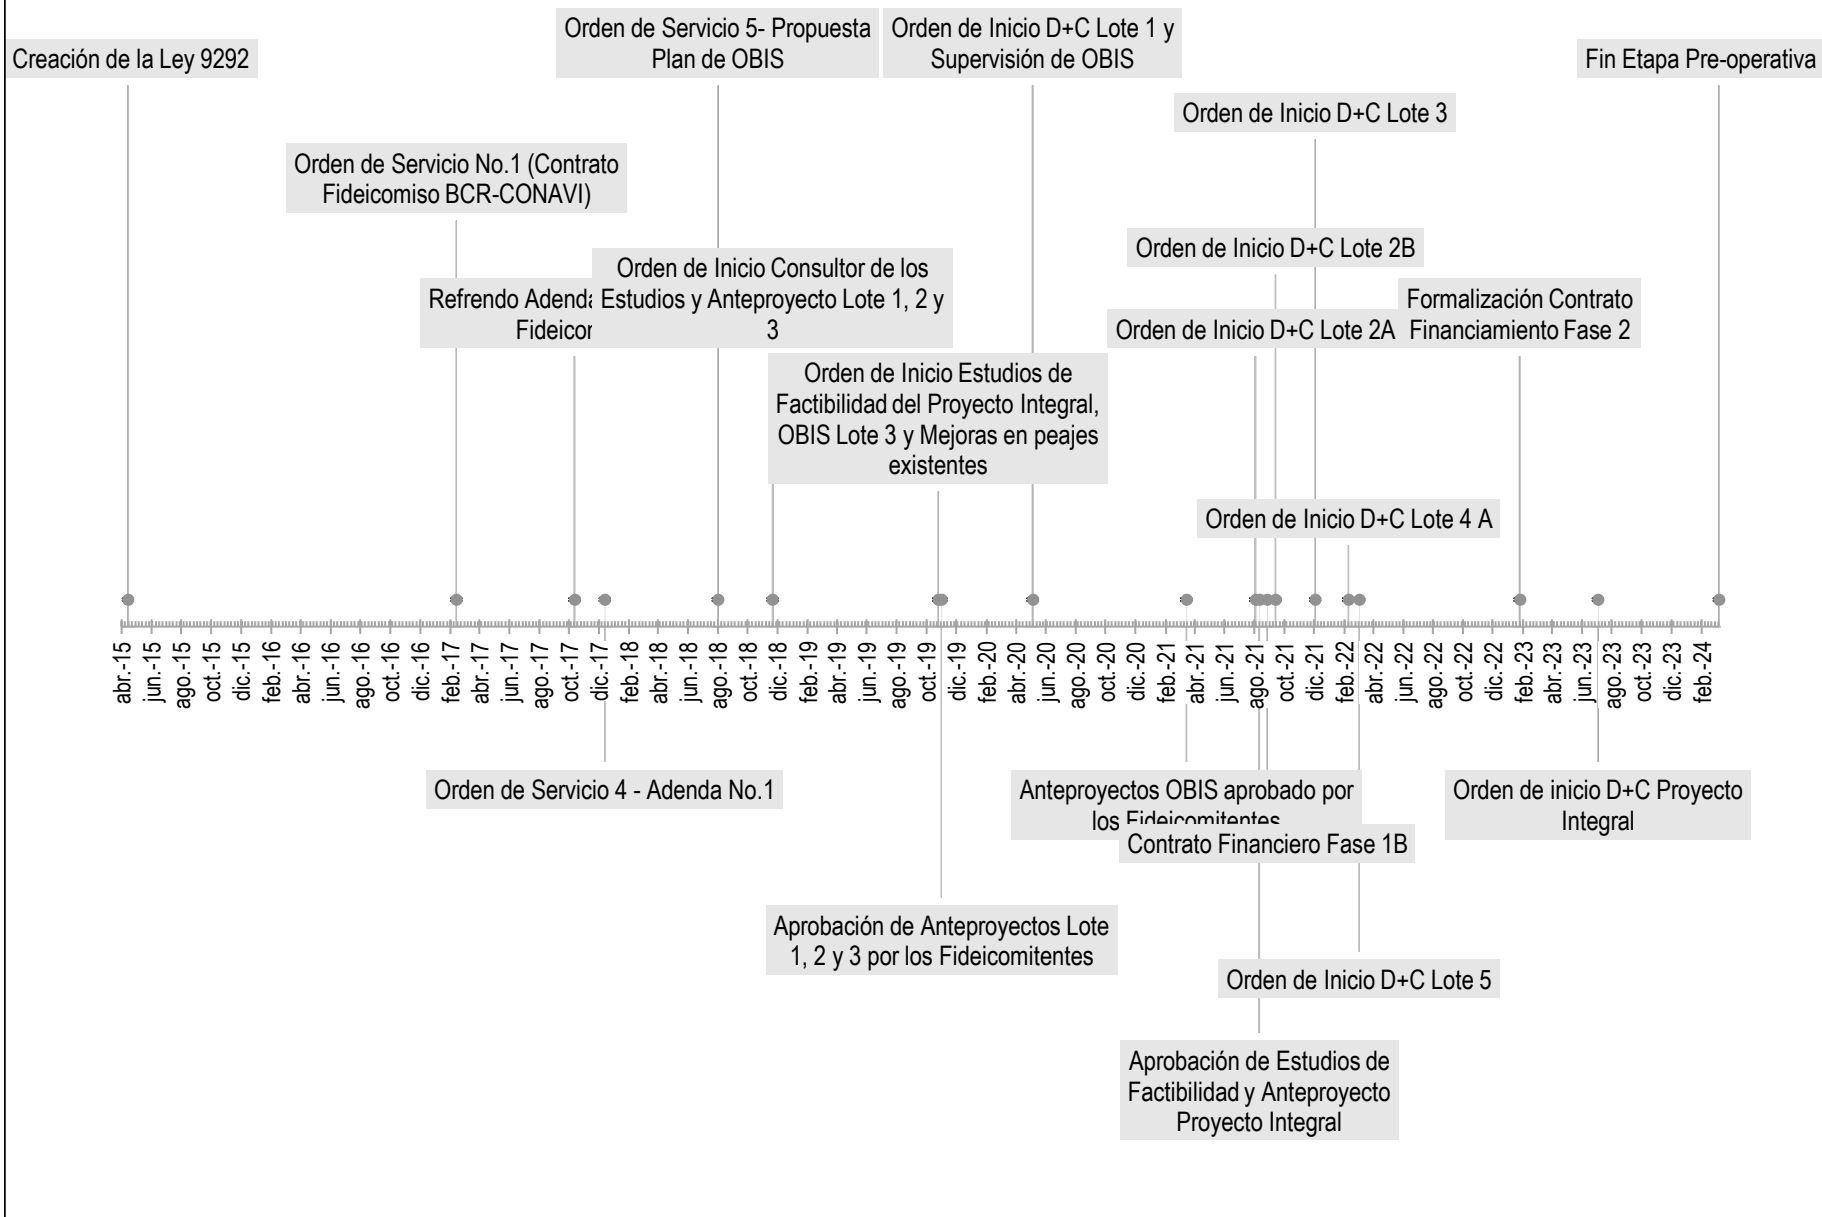 Creación de la Ley 9292
Orden de Servicio 5- Propuesta
Plan de OBIS
Orden de Inicio D+C Lote 1 y
Supervisión de OBIS
Fin Etapa Pre-operativa
Orden de Inicio D+C Lote 3
Orden de Servicio No.1 (Contrato
Fideicomiso BCR-CONAVI)
Orden de Inicio D+C Lote 2B
Refrendo
Orden de Inicio Consultor de los
Estudios y Anteproyecto Lote 1, 2 y
3
Orden de Inicio D+C Lote 2A
Formalización Contrato
Financiamiento Fase 2
Orden de Inicio Estudios de
Factibilidad del Proyecto Integral,
OBIS Lote 3 y Mejoras en peajes
existentes
Orden de Inicio D+C Lote 4 A
abr.-15
jun.-15
ago.-15
oct.-15
dic.-15
feb.-16
abr.-16
jun.-16
ago.-16
oct.-16
dic.-16
feb.-17
abr.-17
jun.-17
ago.-17
oct.-17
dic.-17
feb.-18
abr.-18
jun.-18
ago.-18
oct.-18
dic.-18
feb.-19
abr.-19
jun.-19
ago.-19
oct.-19
dic.-19
feb.-20
abr.-20
jun.-20
ago.-20
oct.-20
dic.-20
feb.-21
abr.-21
jun.-21
ago.-21
oct.-21
dic.-21
feb.-22
abr.-22
jun.-22
ago.-22
oct.-22
dic.-22
feb.-23
abr.-23
jun.-23
ago.-23
oct.-23
dic.-23
feb.-24
Orden de Servicio 4 - Adenda No.1
Anteproyectos OBIS aprobado por
los Fideicomitentes
Contrato Financiero Fase 1B
Orden de inicio D+C Proyecto
Integral
Aprobación de Anteproyectos Lote
1, 2 y 3 por los Fideicomitentes
Orden de Inicio D+C Lote 5
Aprobación de Estudios de
Factibilidad y Anteproyecto
Proyecto Integral